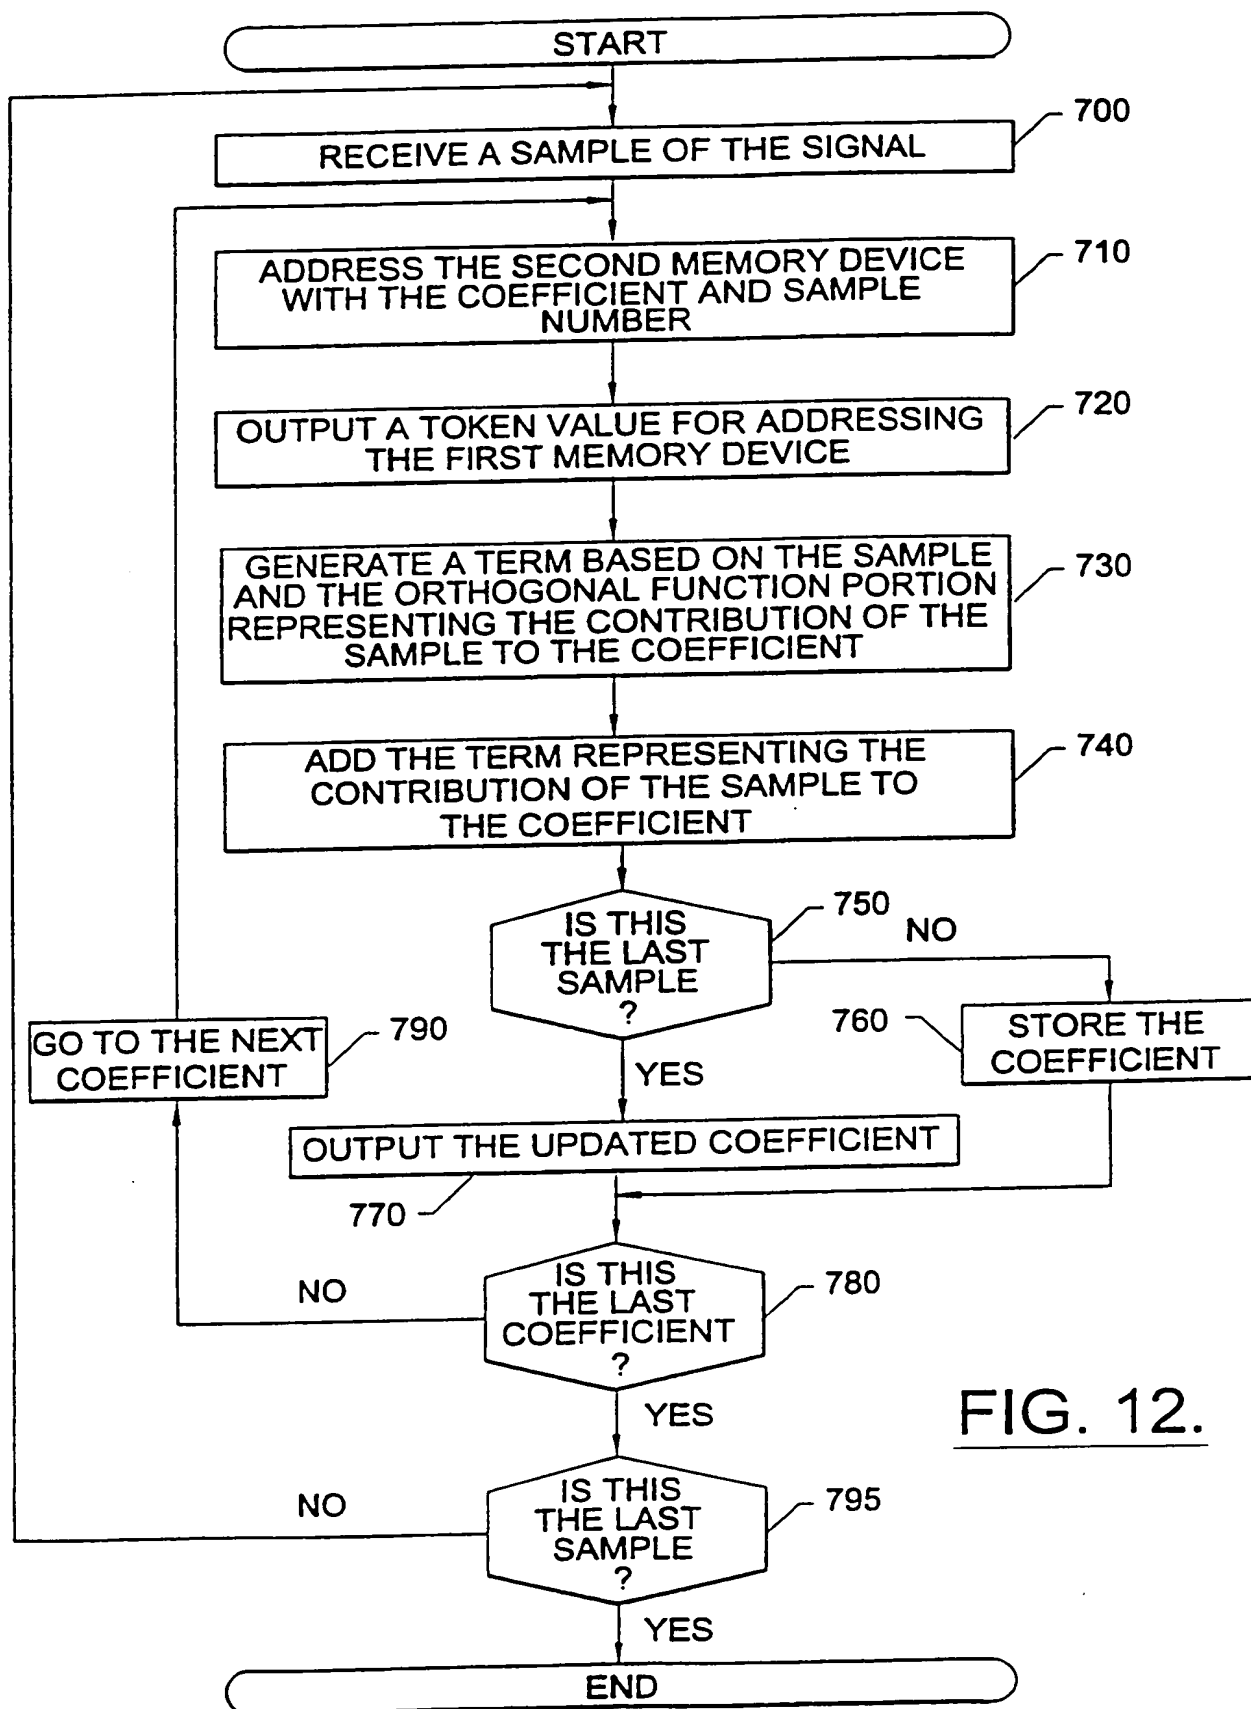 START
700
RECEIVE A SAMPLE OF THE SIGNAL
710
ADDRESS THE SECOND MEMORY DEVICE
WITH THE COEFFICIENT AND SAMPLE
NUMBER
720
OUTPUT A TOKEN VALUE FOR ADDRESSING
THE FIRST MEMORY DEVICE
730
GENERATE A TERM BASED ON THE SAMPLE
AND THE ORTHOGONAL FUNCTION PORTION
REPRESENTING THE CONTRIBUTION OF THE
SAMPLE TO THE COEFFICIENT
740
ADD THE TERM REPRESENTING THE
CONTRIBUTION OF THE SAMPLE TO
THE COEFFICIENT
750
IS THIS
THE LAST
SAMPLE
?
NO
YES
760
STORE THE
COEFFICIENT
790
GO TO THE NEXT
COEFFICIENT
OUTPUT THE UPDATED COEFFICIENT
770
780
IS THIS
THE LAST
COEFFICIENT
?
NO
YES
FIG. 12.
795
IS THIS
THE LAST
SAMPLE
?
NO
YES
END